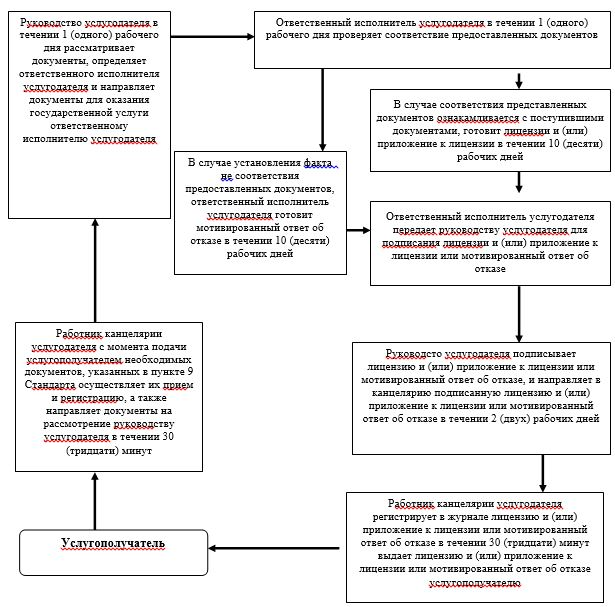 Руководство услугодателя в
течении 1 (одного) рабочего
дня рассматривает
документы, определяет
ответственного исполнителя
услугодателя и направляет
документы для оказания
государственной услуги
ответственному
исполнителю услугодателя
Ответственный исполнитель услугодателя в течении 1 (одного)
рабочего дня проверяет соответствие предоставленных документов
В случае соответствия представленных
документов ознакамливается с поступившими
документами, готовит лицензии и (или)
приложение к лицензии в течении 10 (десяти)
рабочих дней
В случае установления факта
не соответствия
предоставленных документов,
ответственный исполнитель
услугодателя готовит
мотивированный ответ об
отказе в течении 10 (десяти)
рабочих дней
Ответственный исполнитель услугодателя
передает руководству услугодателя для
подписания лицензии и (или) приложение к
лицензии или мотивированный ответ об
отказе
Руководсто услугодателя подписывает
лицензию и (или) приложение к лицензии или
мотивированный ответ об отказе, и направляет в
канцелярию подписанную лицензию и (или)
приложение к лицензии или мотивированный
ответ об отказе в течении 2 (двух) рабочих дней
Работник канцелярии
услугодателя с момента подачи
услугополучателем необходимых
документов, указанных в пункте 9
Стандарта осуществляет их прием
и регистрацию, а также
направляет документы на
рассмотрение руководству
услугодателя в течении 30
(тридцати) минут
Работник канцелярии услугодателя
регистрирует в журнале лицензию и (или)
приложение к лицензии или мотивированный
ответ об отказе в течении 30 (тридцати) минут
выдает лицензию и (или) приложение к
лицензии или мотивированный ответ об отказе
услугополучателю
Услугополучатель